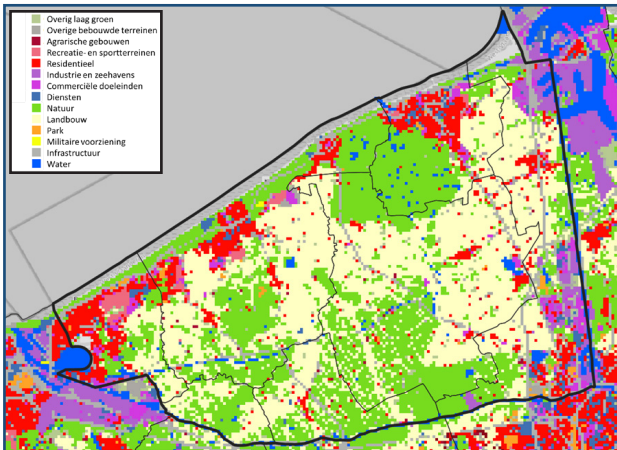 Overig laag groen
Overige bebouwde terreinen
Agrarische gebouwen
Recreatie- en sportterreinen
Residentieel
Industrie en zeehavens
Commerciële doeleinden
Diensten
Natuur
Landbouw
Park
Militaire voorziening
Infrastructuur
Water